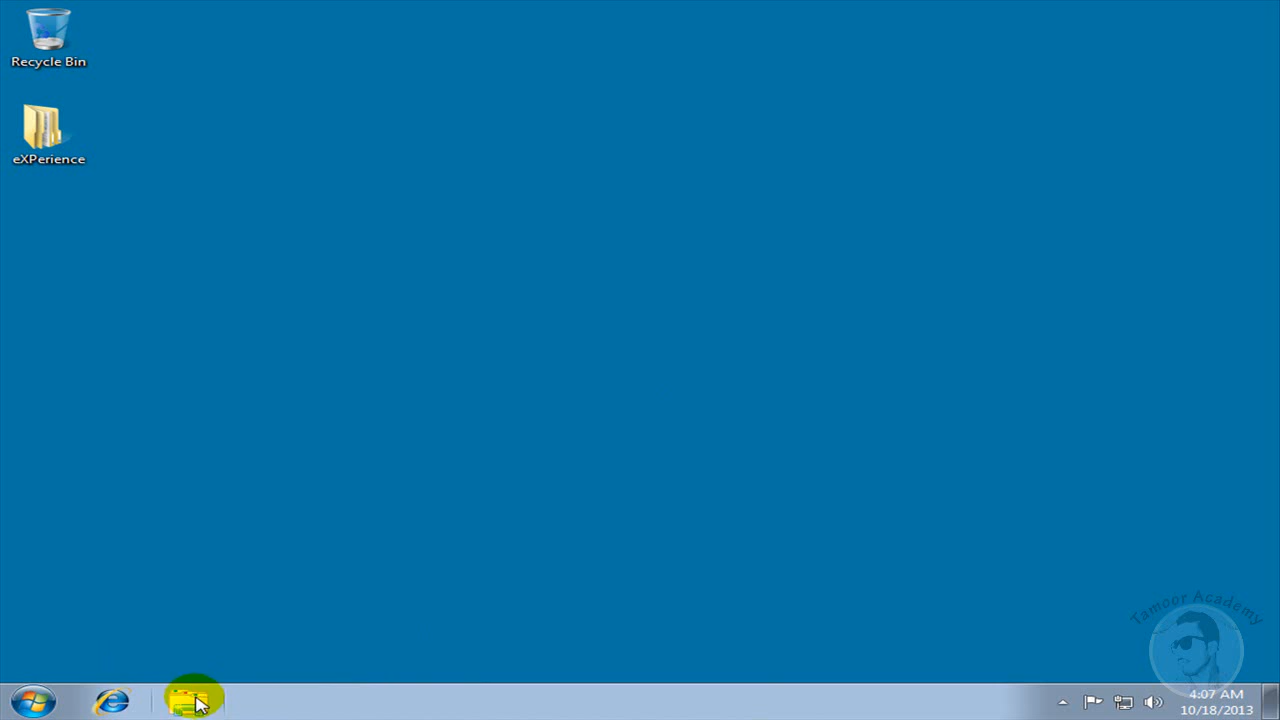 Recycle Bin
eXPerience
Tamoor Academy
4:07 AM
10/18/2013